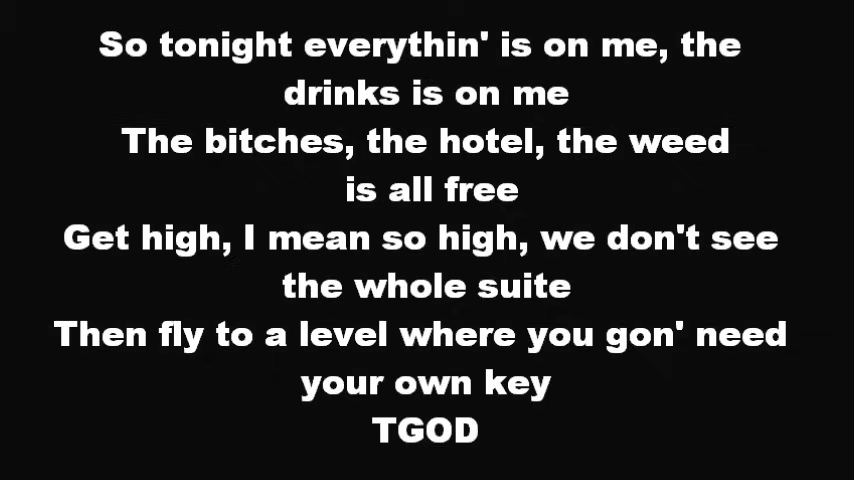 So tonight everythin' is on me, the
drinks is on me
The bitches, the hotel, the weed
is all free
Get high, I mean so high, we don't see
the whole suite
Then fly to a level where you gon' need
your own key
TGOD